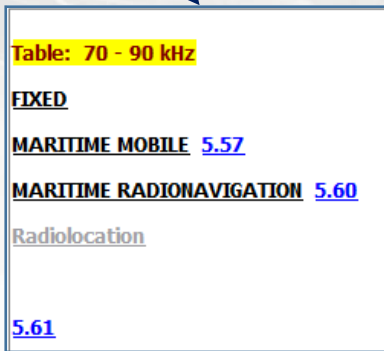 Table: 70 - 90 kHz
FIXED
MARITIME MOBILE 5.57
MARITIME RADIONAVIGATION 5.60
Radiolocation
5.61